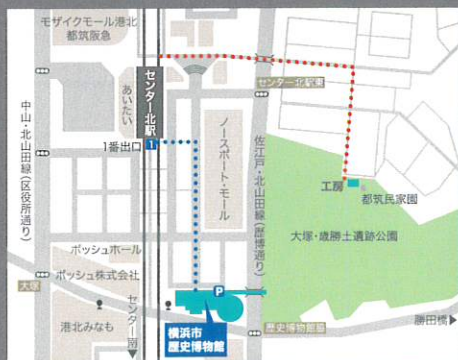 モザイクモール港北
都筑阪急
センター北駅
あいたい
1番出口
1
中山・北山田線(区役所通り)
ノースポート・モール
センター北駅東
佐江戸・北山田線(歴博通り)
工房
都筑民家園
大塚・歳勝土遺跡公園
ボッシュホール
ボッシュ株式会社
大塚
港北みなも
センター南▼
P
横浜市
歴史博物館
歴史博物館脇
勝田橋▶